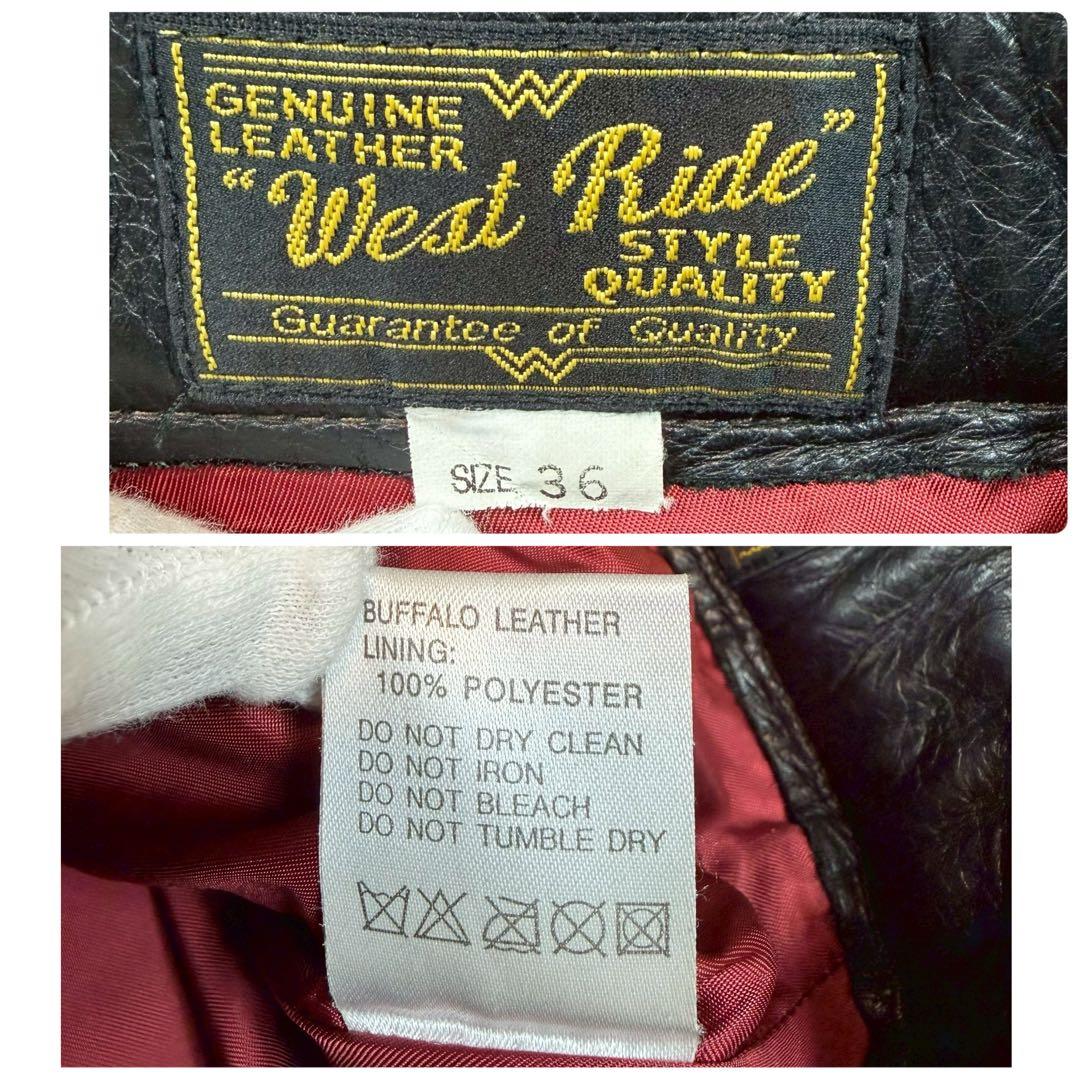 GENUINE
LEATHER
"West Ride"
STYLE
QUALITY
Guarantee of Quality
SIZE 36
BUFFALO LEATHER
LINING:
100% POLYESTER
DO NOT DRY CLEAN
DO NOT IRON
DO NOT BLEACH
DO NOT TUMBLE DRY